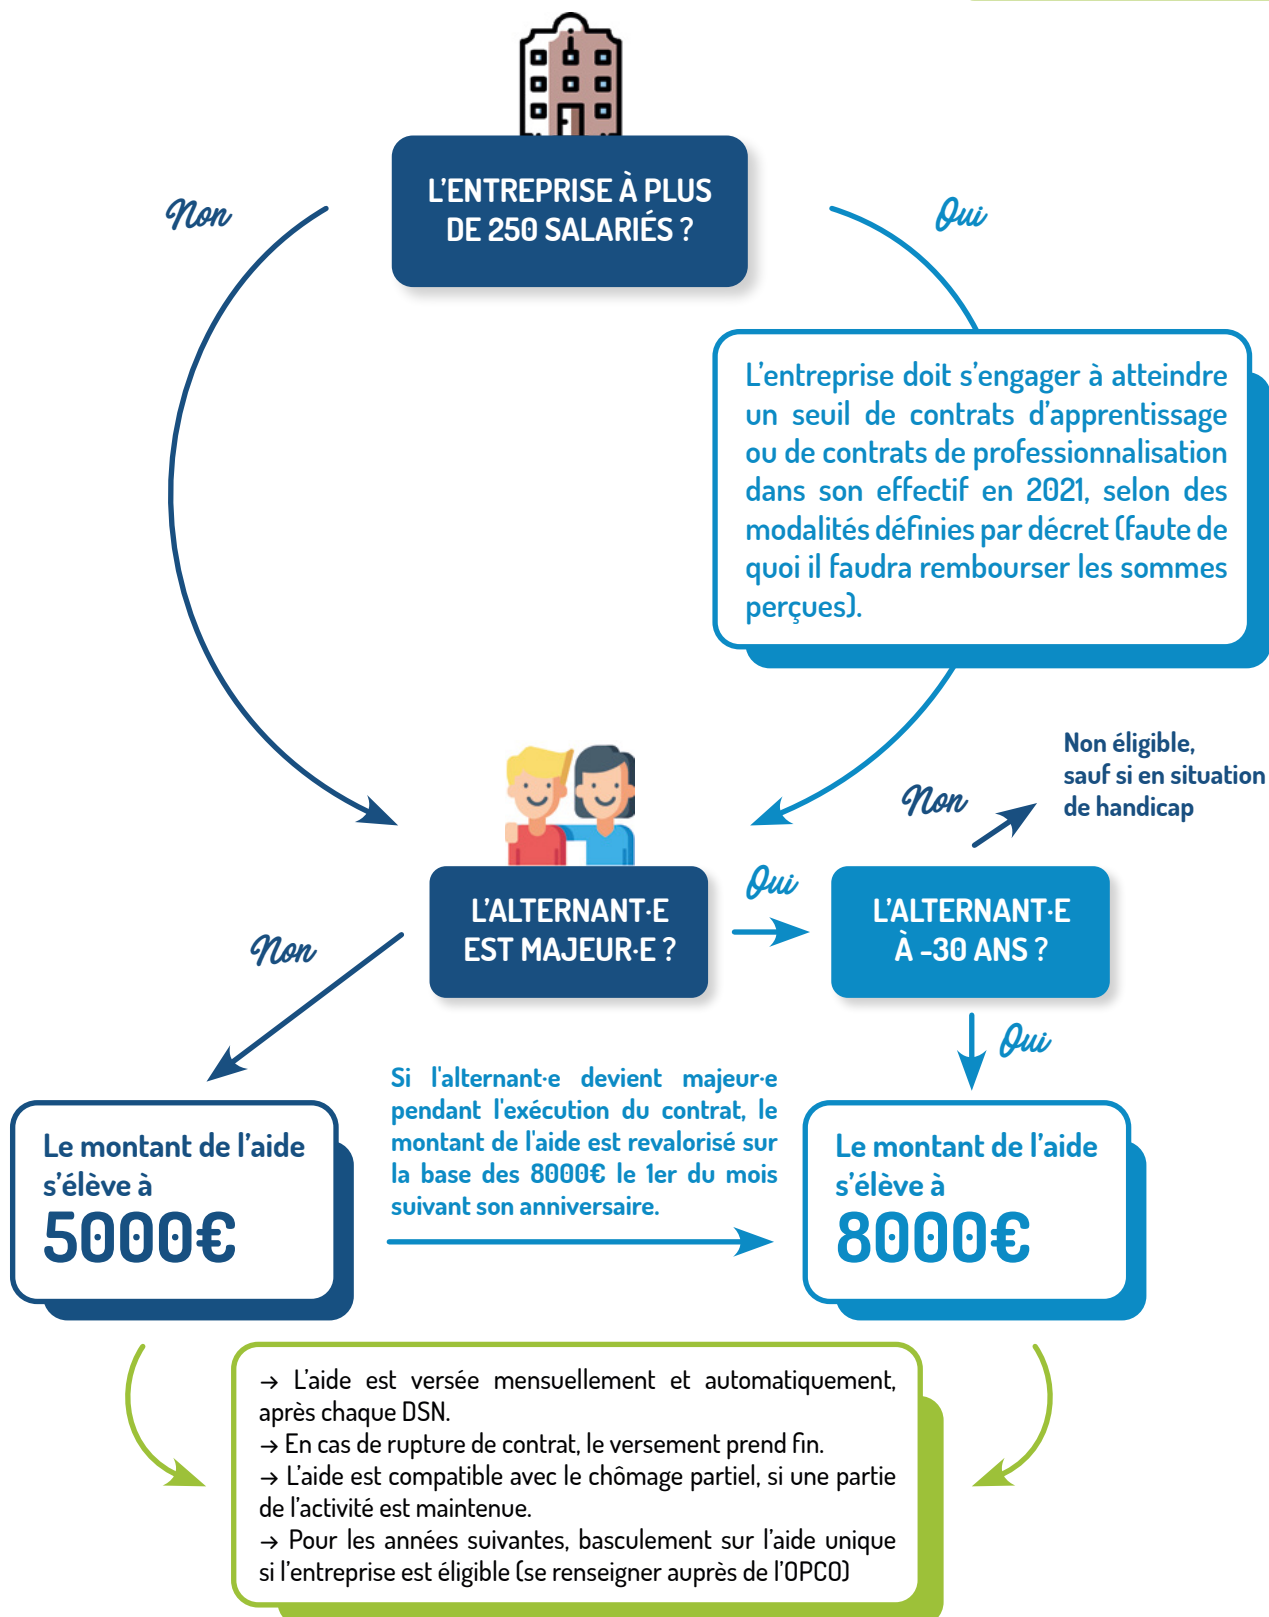 L'ENTREPRISE À PLUS
DE 250 SALARIÉS ?
Non
Oui
L'entreprise doit s'engager à atteindre
un seuil de contrats d'apprentissage
ou de contrats de professionnalisation
dans son effectif en 2021, selon des
modalités définies par décret (faute de
quoi il faudra rembourser les sommes
perçues).
Non éligible,
sauf si en situation
de handicap
Non
L'ALTERNANT·E
EST MAJEUR·E ?
Oui
L'ALTERNANT·E
À -30 ANS ?
Non
Oui
Si l'alternant·e devient majeur·e
pendant l'exécution du contrat, le
montant de l'aide est revalorisé sur
la base des 8000€ le 1er du mois
suivant son anniversaire.
Le montant de l'aide
s'élève à
5000€
Le montant de l'aide
s'élève à
8000€
→ L'aide est versée mensuellement et automatiquement,
après chaque DSN.
→ En cas de rupture de contrat, le versement prend fin.
→ L'aide est compatible avec le chômage partiel, si une partie
de l'activité est maintenue.
→ Pour les années suivantes, basculement sur l'aide unique
si l'entreprise est éligible (se renseigner auprès de l'OPCO)